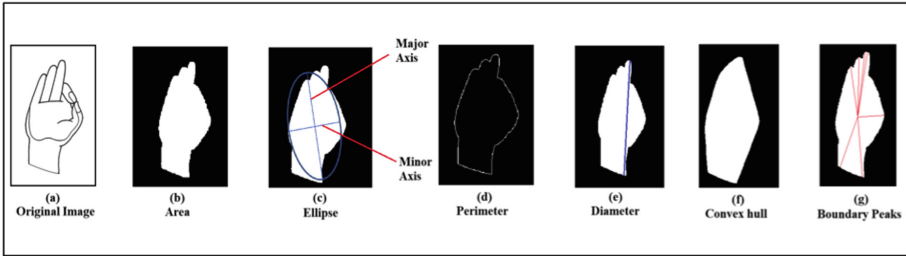 Major
Axis
Minor
Axis
(a)
Original Image
(b)
Area
(c)
Ellipse
(d)
Perimeter
(e)
Diameter
(f)
Convex hull
(g)
Boundary Peaks